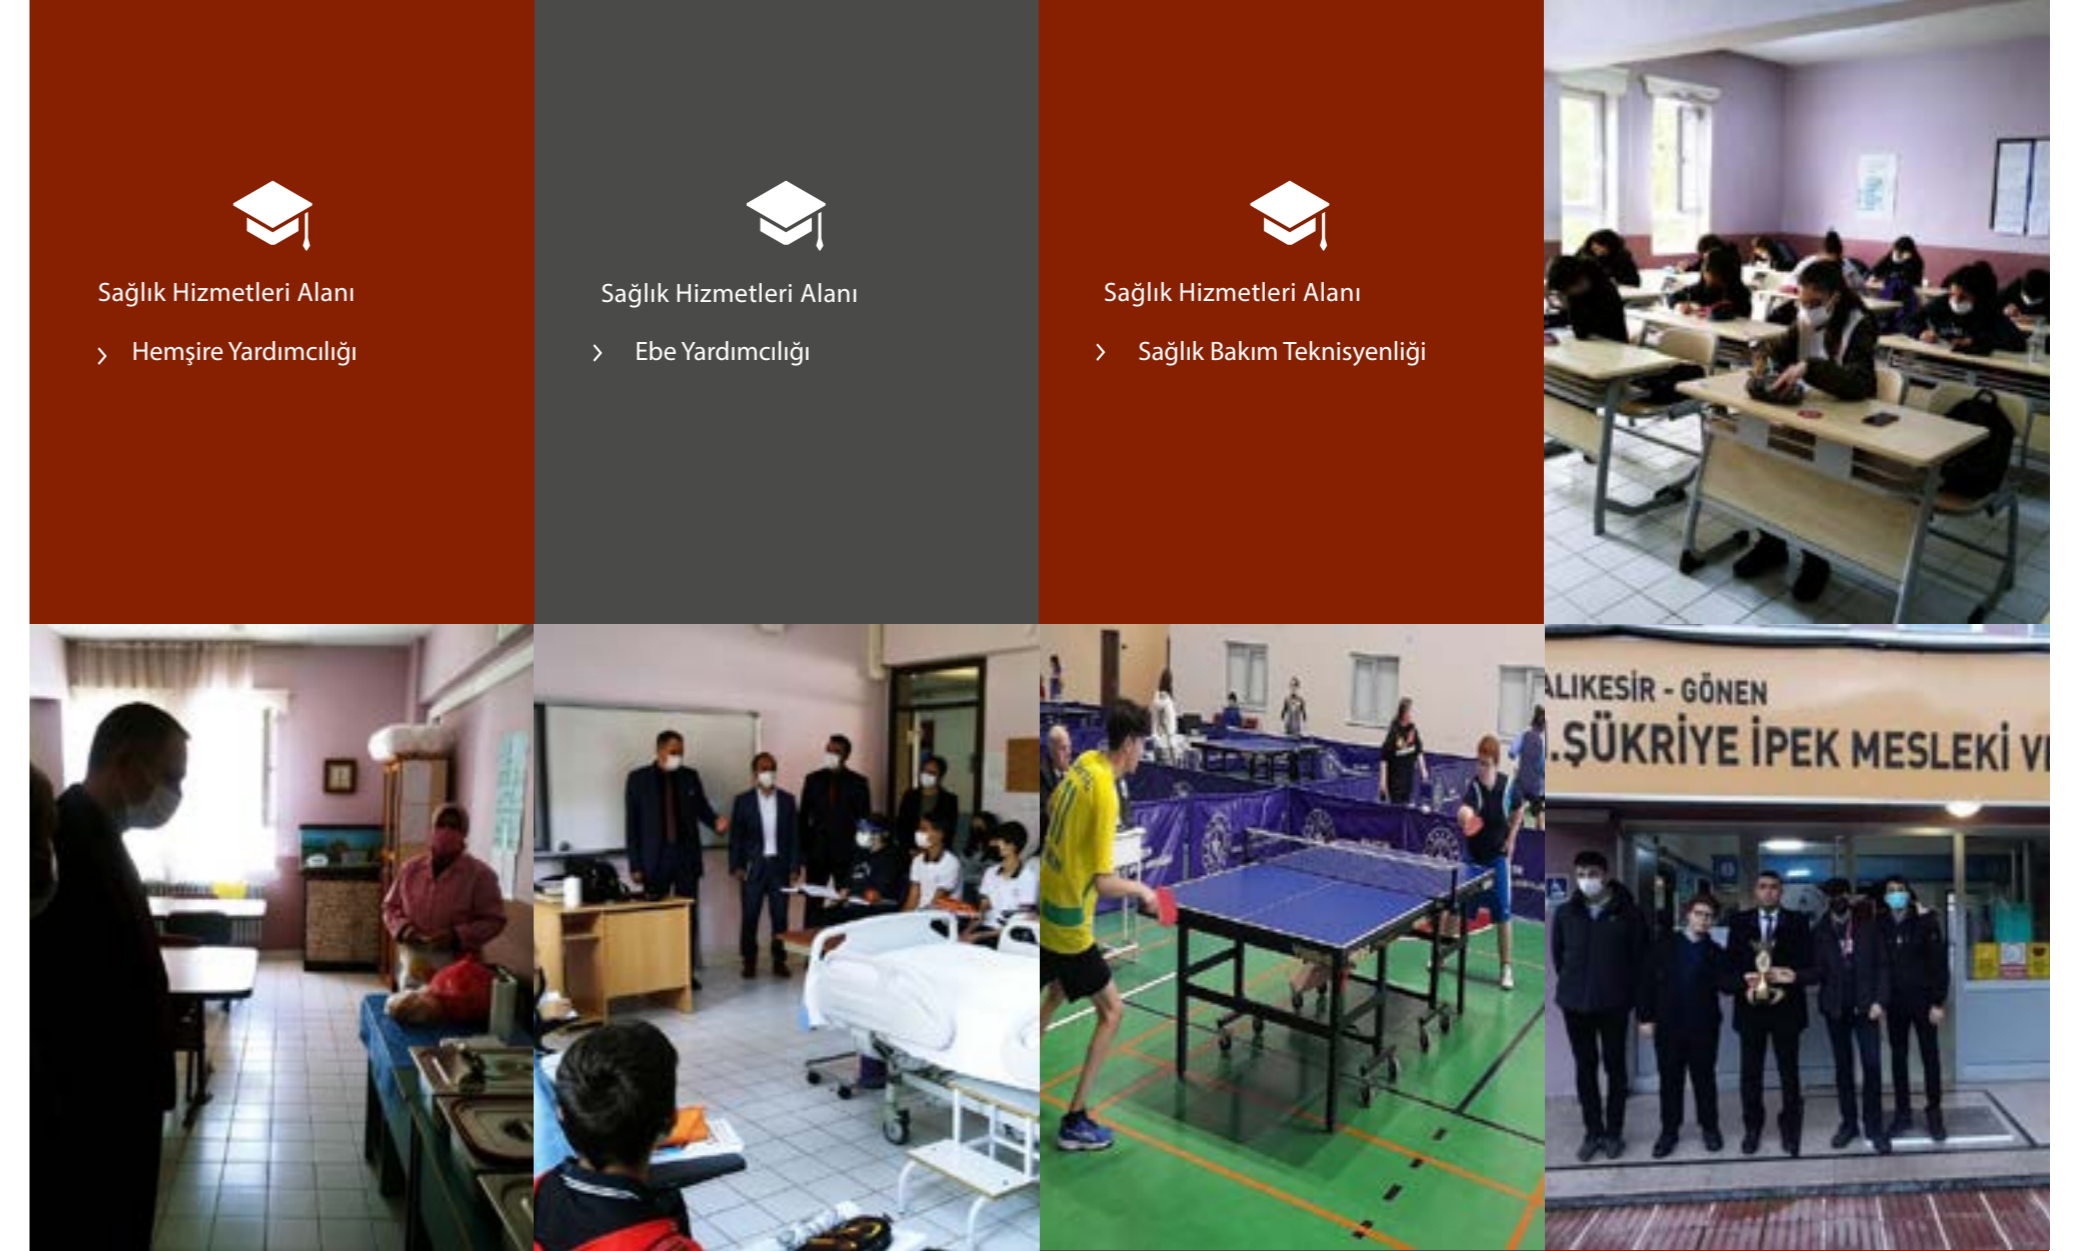 Sağlık Hizmetleri Alanı
Hemşire Yardımcılığı
Sağlık Hizmetleri Alanı
Ebe Yardımcılığı
Sağlık Hizmetleri Alanı
Sağlık Bakım Teknisyenliği
ALIKESİR - GÖNEN
.ŞÜKRİYE İPEK MESLEKİ VE